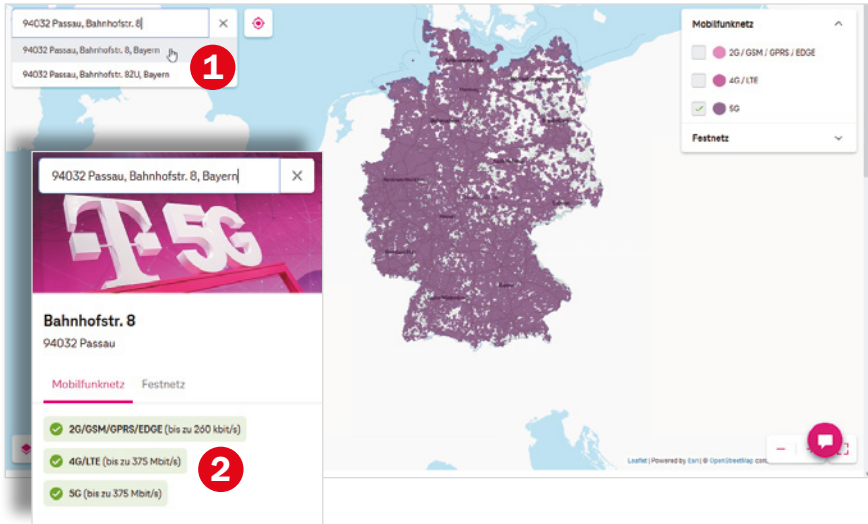 94032 Passau, Bahnhofstr. 8
94032 Passau, Bahnhofstr. 8, Bayern
94032 Passau, Bahnhofstr. 8ZU, Bayern
1
Mobilfunknetz
2G / GSM / GPRS / EDGE
4G / LTE
5G
Festnetz
94032 Passau, Bahnhofstr. 8, Bayern
T 5G
Bahnhofstr. 8
94032 Passau
Mobilfunknetz Festnetz
2G/GSM/GPRS/EDGE (bis zu 260 kbit/s)
4G/LTE (bis zu 375 Mbit/s)
5G (bis zu 375 Mbit/s)
2
Leaflet | Powered by Esri | © OpenStreetMap